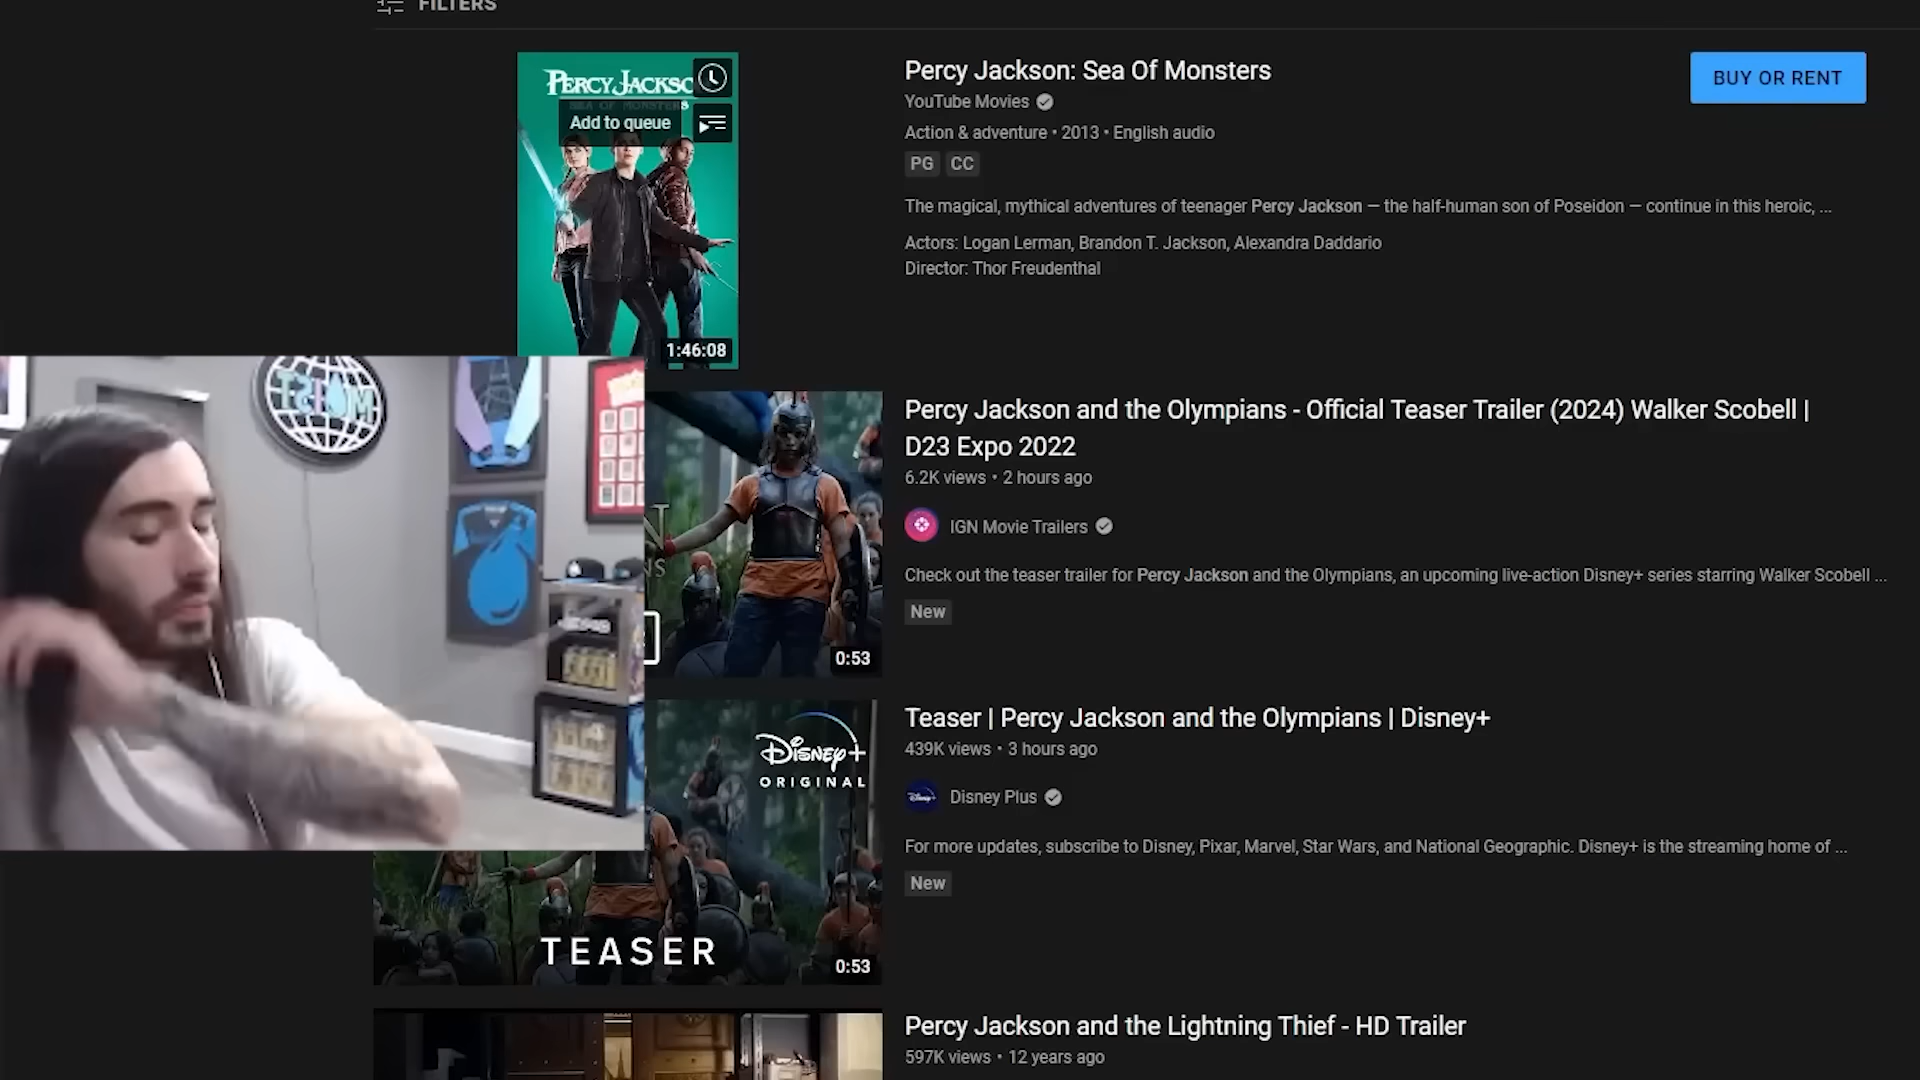 FILTERS
PERCY JACKSO
SEA OF MONSTERS
Add to queue
1:46:08
Percy Jackson: Sea Of Monsters
YouTube Movies
Action & adventure • 2013 • English audio
PG CC
The magical, mythical adventures of teenager Percy Jackson — the half-human son of Poseidon — continue in this heroic, ...
Actors: Logan Lerman, Brandon T. Jackson, Alexandra Daddario
Director: Thor Freudenthal
BUY OR RENT
MOIST
N
NS
0:53
Percy Jackson and the Olympians - Official Teaser Trailer (2024) Walker Scobell |
D23 Expo 2022
6.2K views • 2 hours ago
IGN Movie Trailers
Check out the teaser trailer for Percy Jackson and the Olympians, an upcoming live-action Disney+ series starring Walker Scobell ...
New
Disney+
ORIGINAL
TEASER
0:53
Teaser | Percy Jackson and the Olympians | Disney+
439K views • 3 hours ago
Disney+
Disney Plus
For more updates, subscribe to Disney, Pixar, Marvel, Star Wars, and National Geographic. Disney+ is the streaming home of ...
New
Percy Jackson and the Lightning Thief - HD Trailer
597K views • 12 years ago